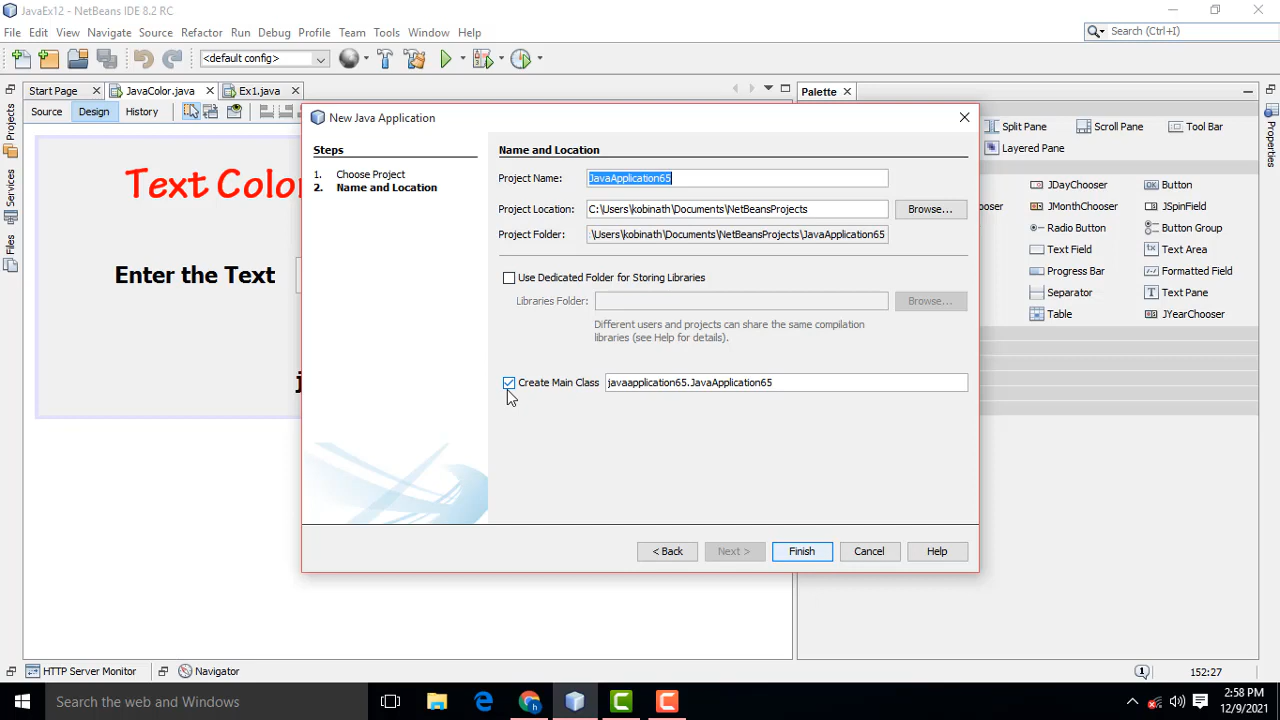 JavaEx12 - NetBeans IDE 8.2 RC
File Edit View Navigate Source Refactor Run Debug Profile Team Tools Window Help
Search (Ctrl+I)
<default config>
Start Page JavaColor.java Ex1.java
Source Design History
Text Color
Enter the Text
Projects
Services
Files
New Java Application
Steps
1. Choose Project
2. Name and Location
Name and Location
Project Name: JavaApplication65
Project Location: C:\Users\kobinath\Documents\NetBeansProjects Browse...
Project Folder: :\Users\kobinath\Documents\NetBeansProjects\JavaApplication65
Use Dedicated Folder for Storing Libraries
Libraries Folder: Browse...
Different users and projects can share the same compilation
libraries (see Help for details).
Create Main Class javaapplication65.JavaApplication65
< Back Next > Finish Cancel Help
Palette
Split Pane Scroll Pane Tool Bar
Layered Pane
JDayChooser Button
JMonthChooser JSpinField
Radio Button Button Group
Text Field Text Area
Progress Bar Formatted Field
Separator Text Pane
Table JYearChooser
Properties
HTTP Server Monitor Navigator 1 152:27
Search the web and Windows
2:58 PM
12/9/2021